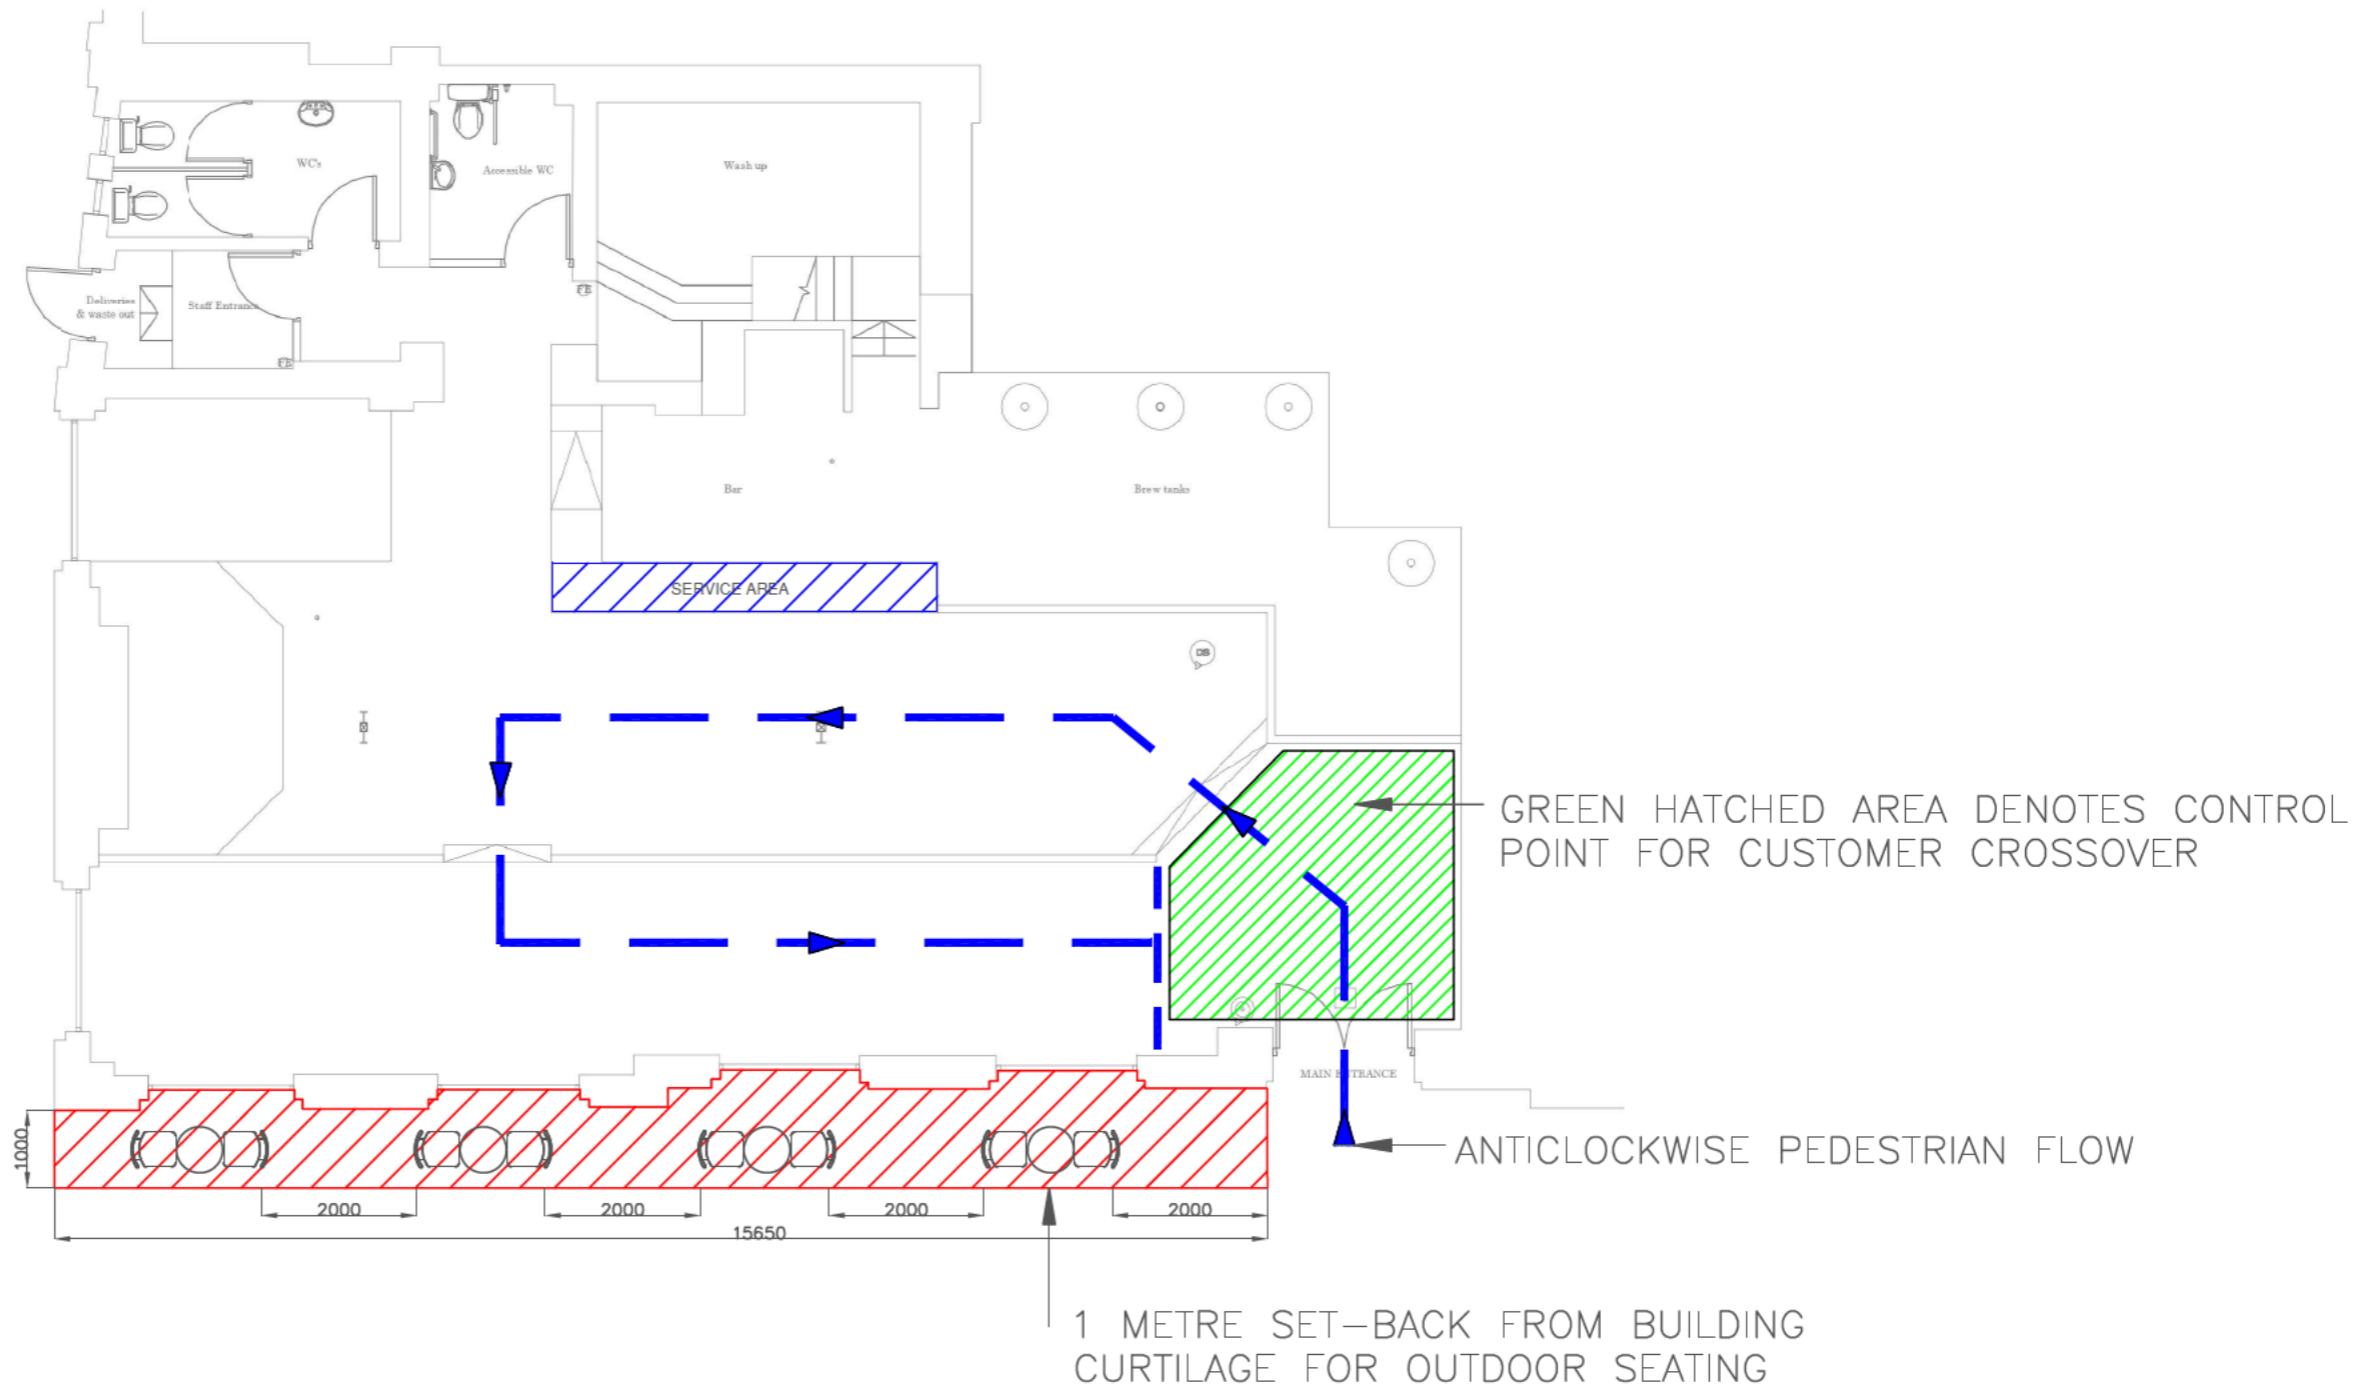 WC's
Accessible WC
Wash up
Deliveries
& waste out
Staff Entrance
FE
FE
Bar
Brew tanks
SERVICE AREA
DB
GREEN HATCHED AREA DENOTES CONTROL
POINT FOR CUSTOMER CROSSOVER
MAIN ENTRANCE
ANTICLOCKWISE PEDESTRIAN FLOW
1000
2000
2000
2000
2000
15650
1 METRE SET-BACK FROM BUILDING
CURTILAGE FOR OUTDOOR SEATING